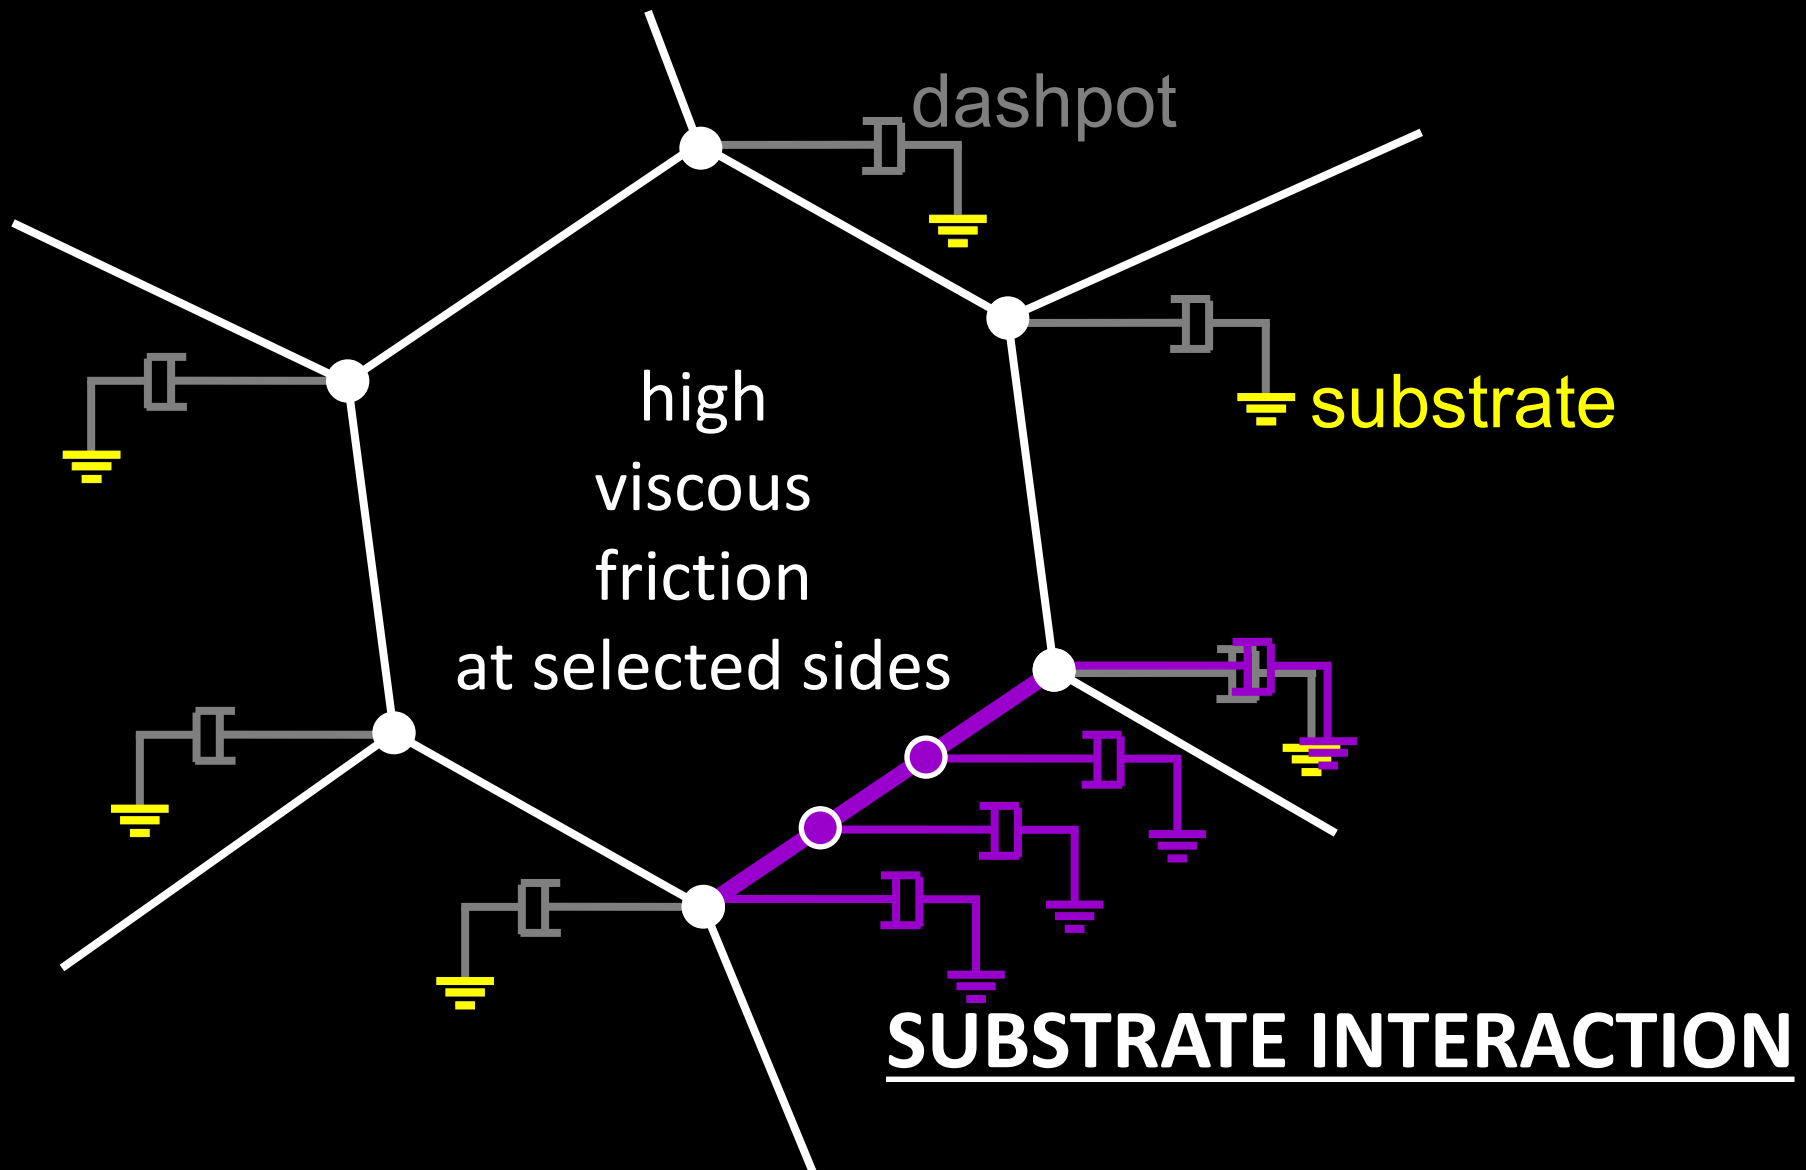 dashpot
substrate
high
viscous
friction
at selected sides
SUBSTRATE INTERACTION